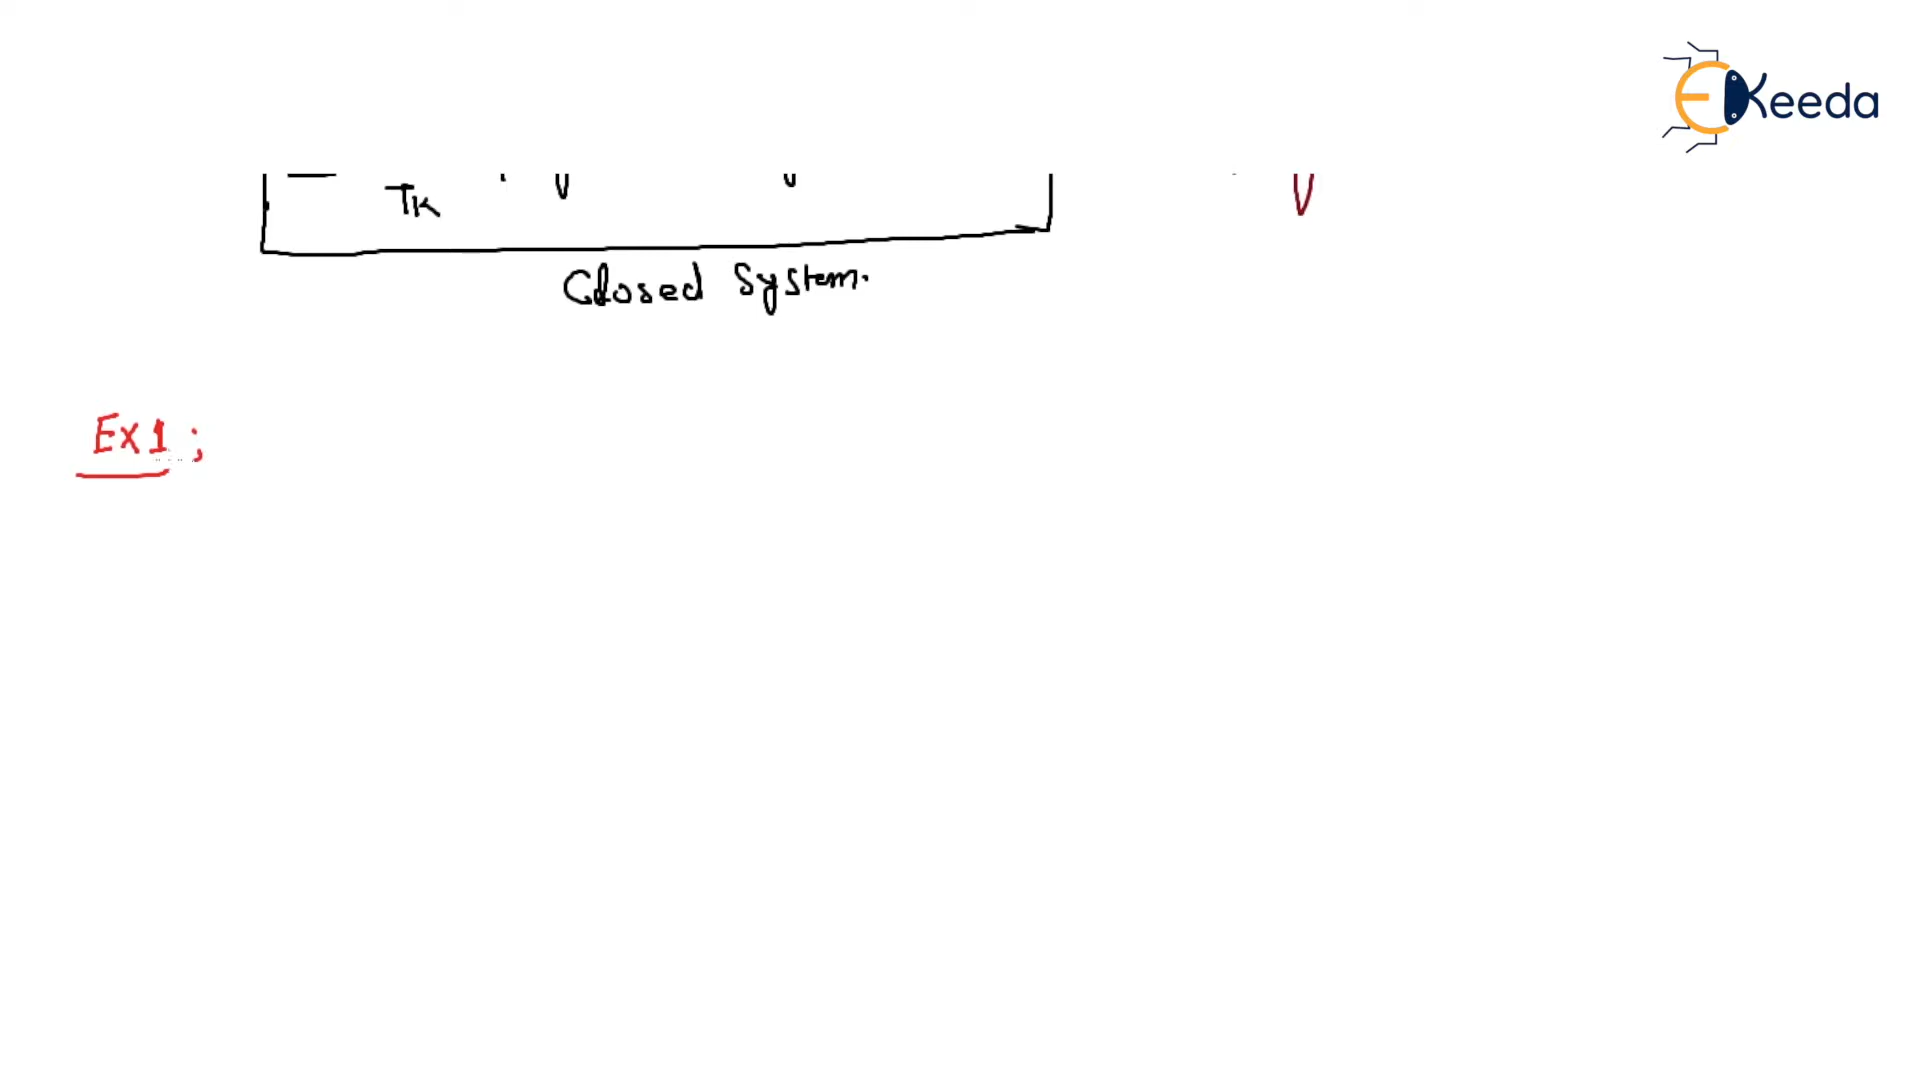 EKeeda
TK
Closed System.
Ex1;